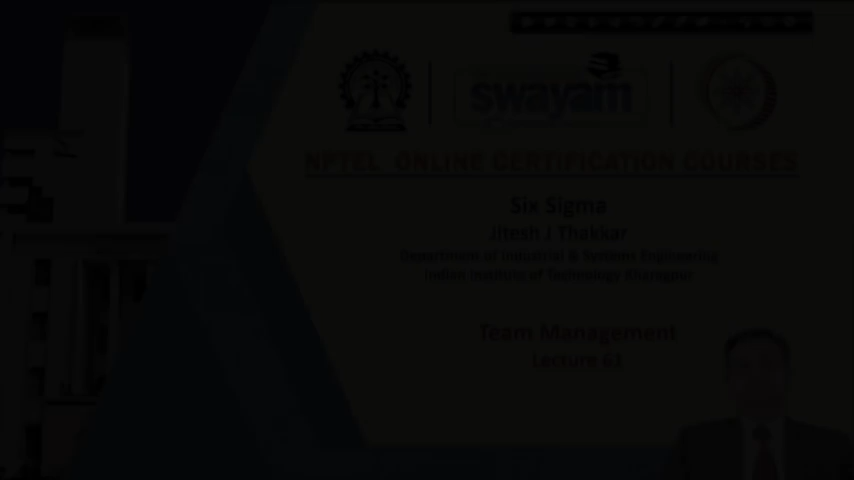 swayam
NPTEL ONLINE CERTIFICATION COURSES
Six Sigma
Jitesh J Thakkar
Department of Industrial & Systems Engineering
Indian Institute of Technology Kharagpur
Team Management
Lecture 61